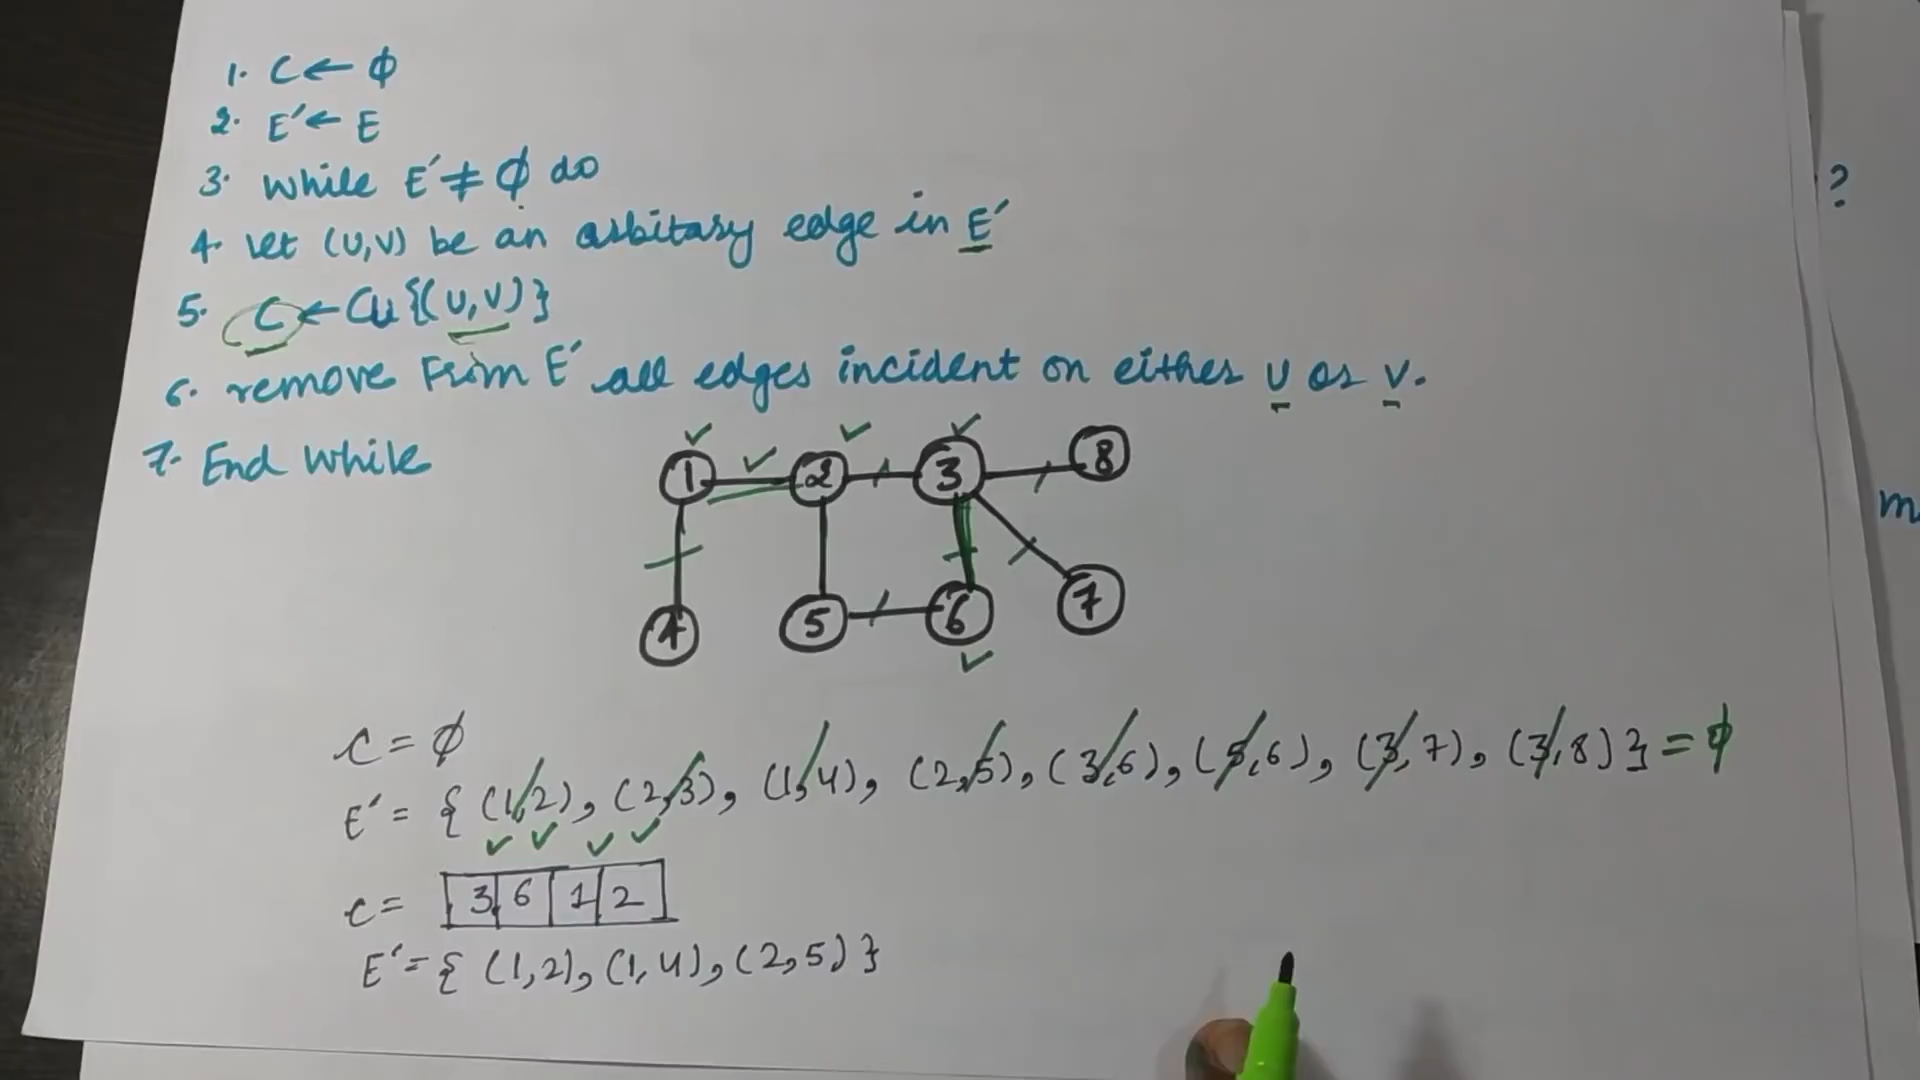 1. C ← ϕ
2. E′ ← E
3. While E′ ≠ ϕ do
4. let (u,v) be an arbitary edge in E′
5. C ← C ∪ {(u,v)}
6. remove From E′ all edges incident on either u or v.
7. End While
1 2 3 8
4 5 6 7
C = ϕ
E′ = { (1,2), (2,3), (1,4), (2,5), (3,6), (5,6), (3,7), (3,8) } = ϕ
C = 3 6 1 2
E′ = { (1,2), (1,4), (2,5) }
?
m